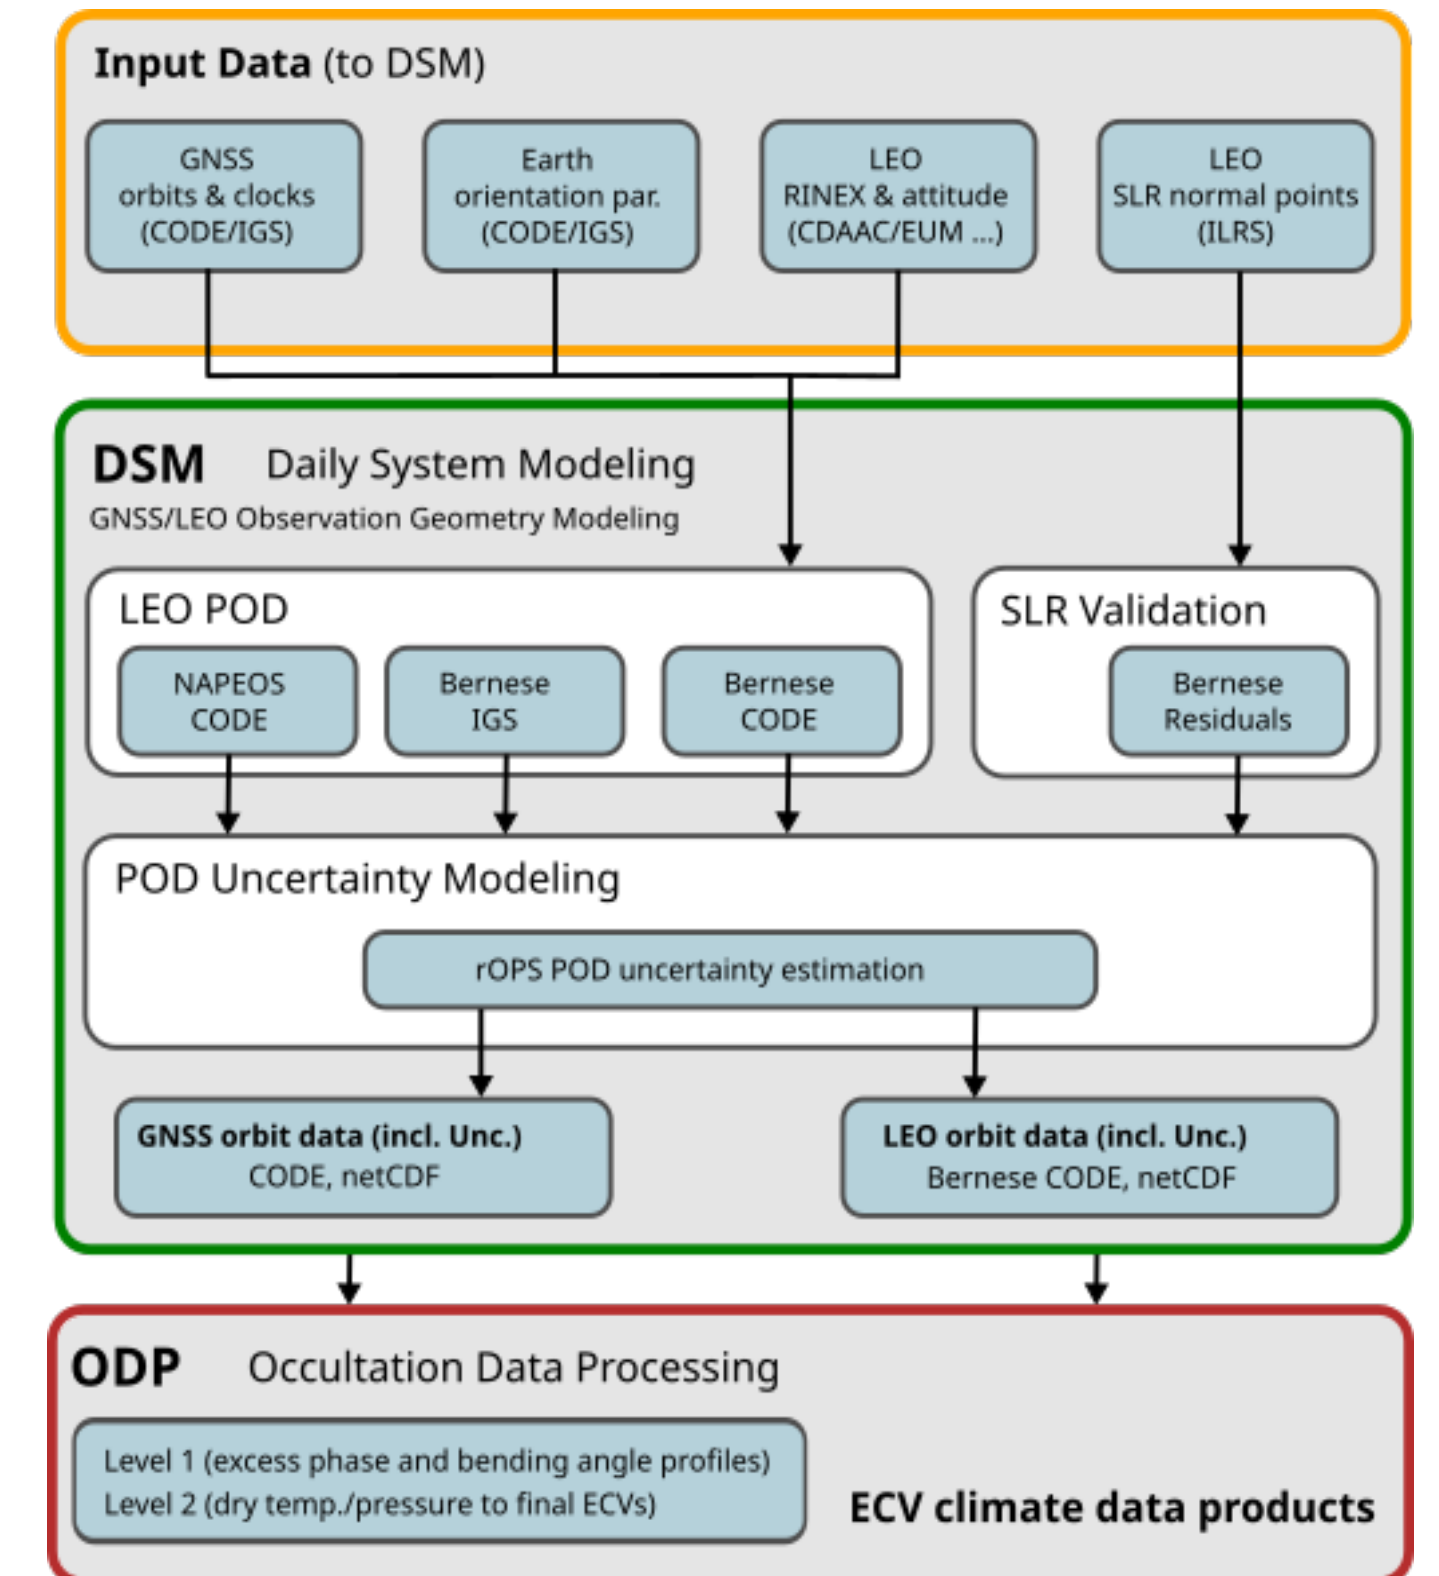 Input Data (to DSM)
GNSS
orbits & clocks
(CODE/IGS)
Earth
orientation par.
(CODE/IGS)
LEO
RINEX & attitude
(CDAAC/EUM ...)
LEO
SLR normal points
(ILRS)
DSM Daily System Modeling
GNSS/LEO Observation Geometry Modeling
LEO POD
NAPEOS
CODE
Bernese
IGS
Bernese
CODE
SLR Validation
Bernese
Residuals
POD Uncertainty Modeling
rOPS POD uncertainty estimation
GNSS orbit data (incl. Unc.)
CODE, netCDF
LEO orbit data (incl. Unc.)
Bernese CODE, netCDF
ODP Occultation Data Processing
Level 1 (excess phase and bending angle profiles)
Level 2 (dry temp./pressure to final ECVs)
ECV climate data products